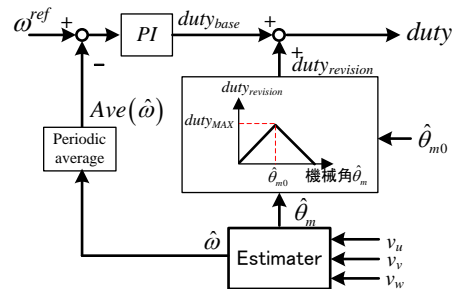 ω^ref + − PI duty_base + + duty
duty_revision
Ave(ω̂)
Periodic
average
duty_revision
duty_MAX
θ̂_m0 機械角θ̂_m
θ̂_m0
θ̂_m
ω̂
Estimater
v_u
v_v
v_w